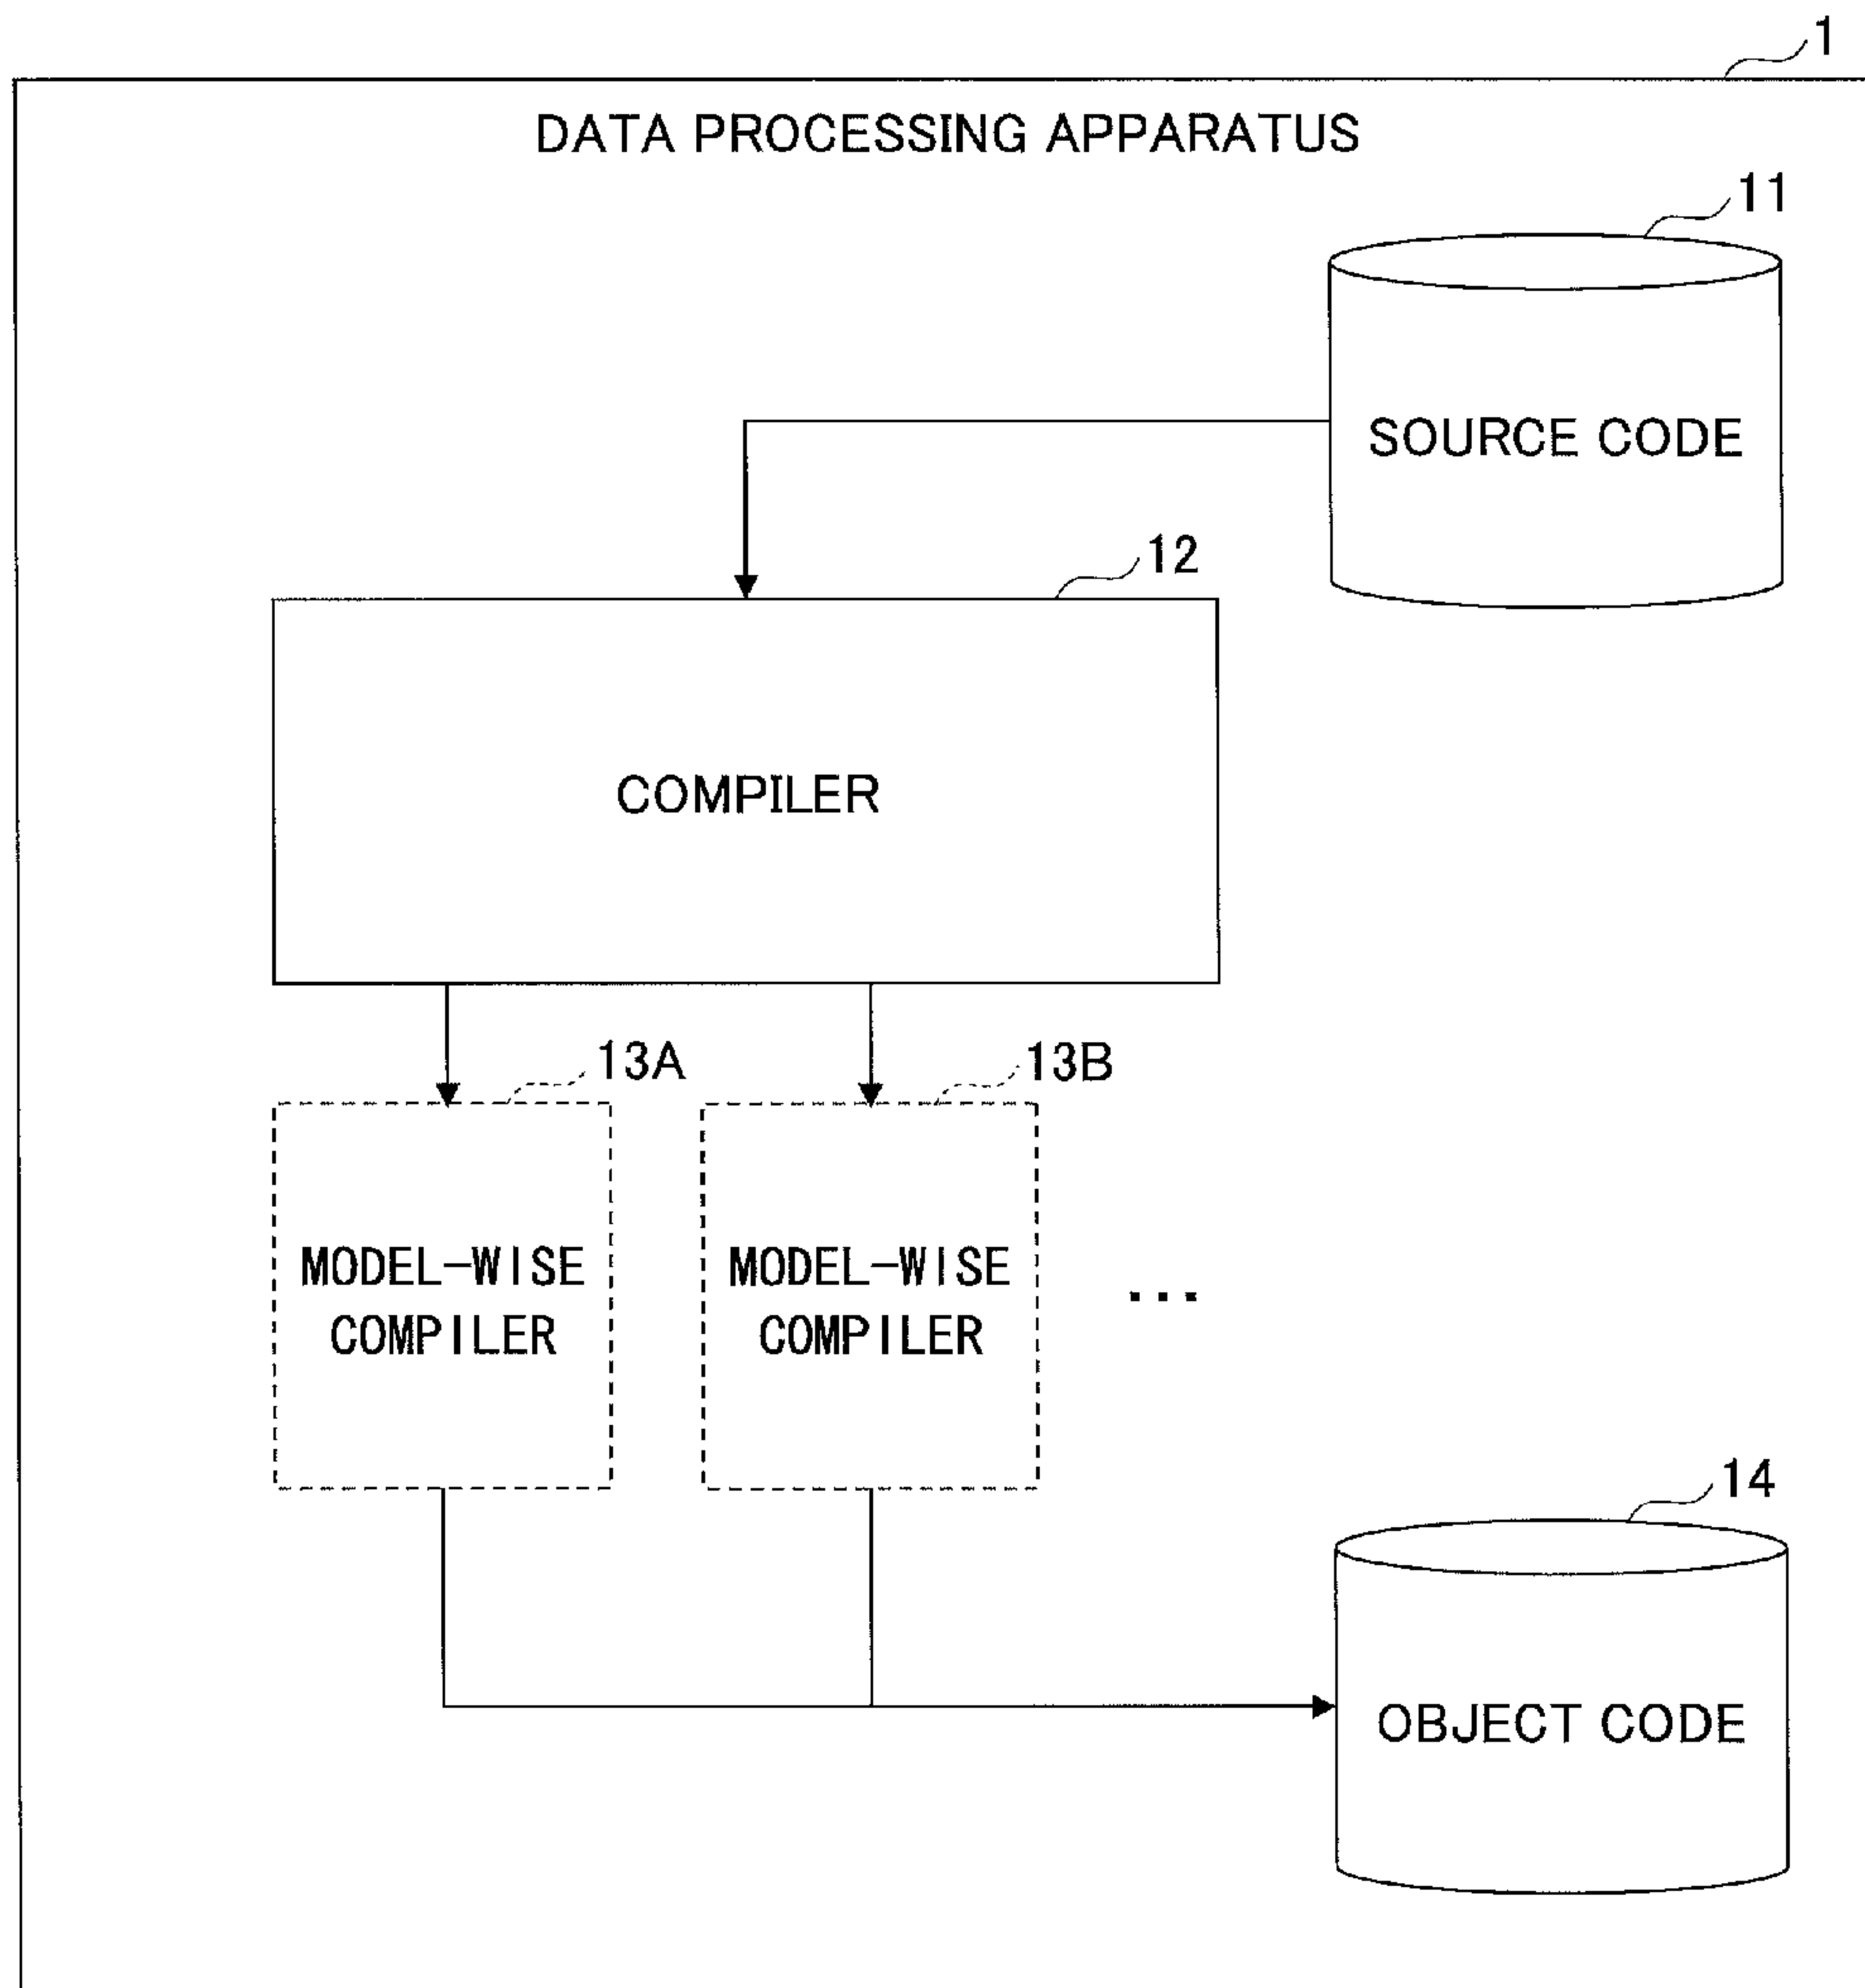 1
DATA PROCESSING APPARATUS
11
SOURCE CODE
12
COMPILER
13A
13B
MODEL-WISE
COMPILER
MODEL-WISE
COMPILER
...
14
OBJECT CODE